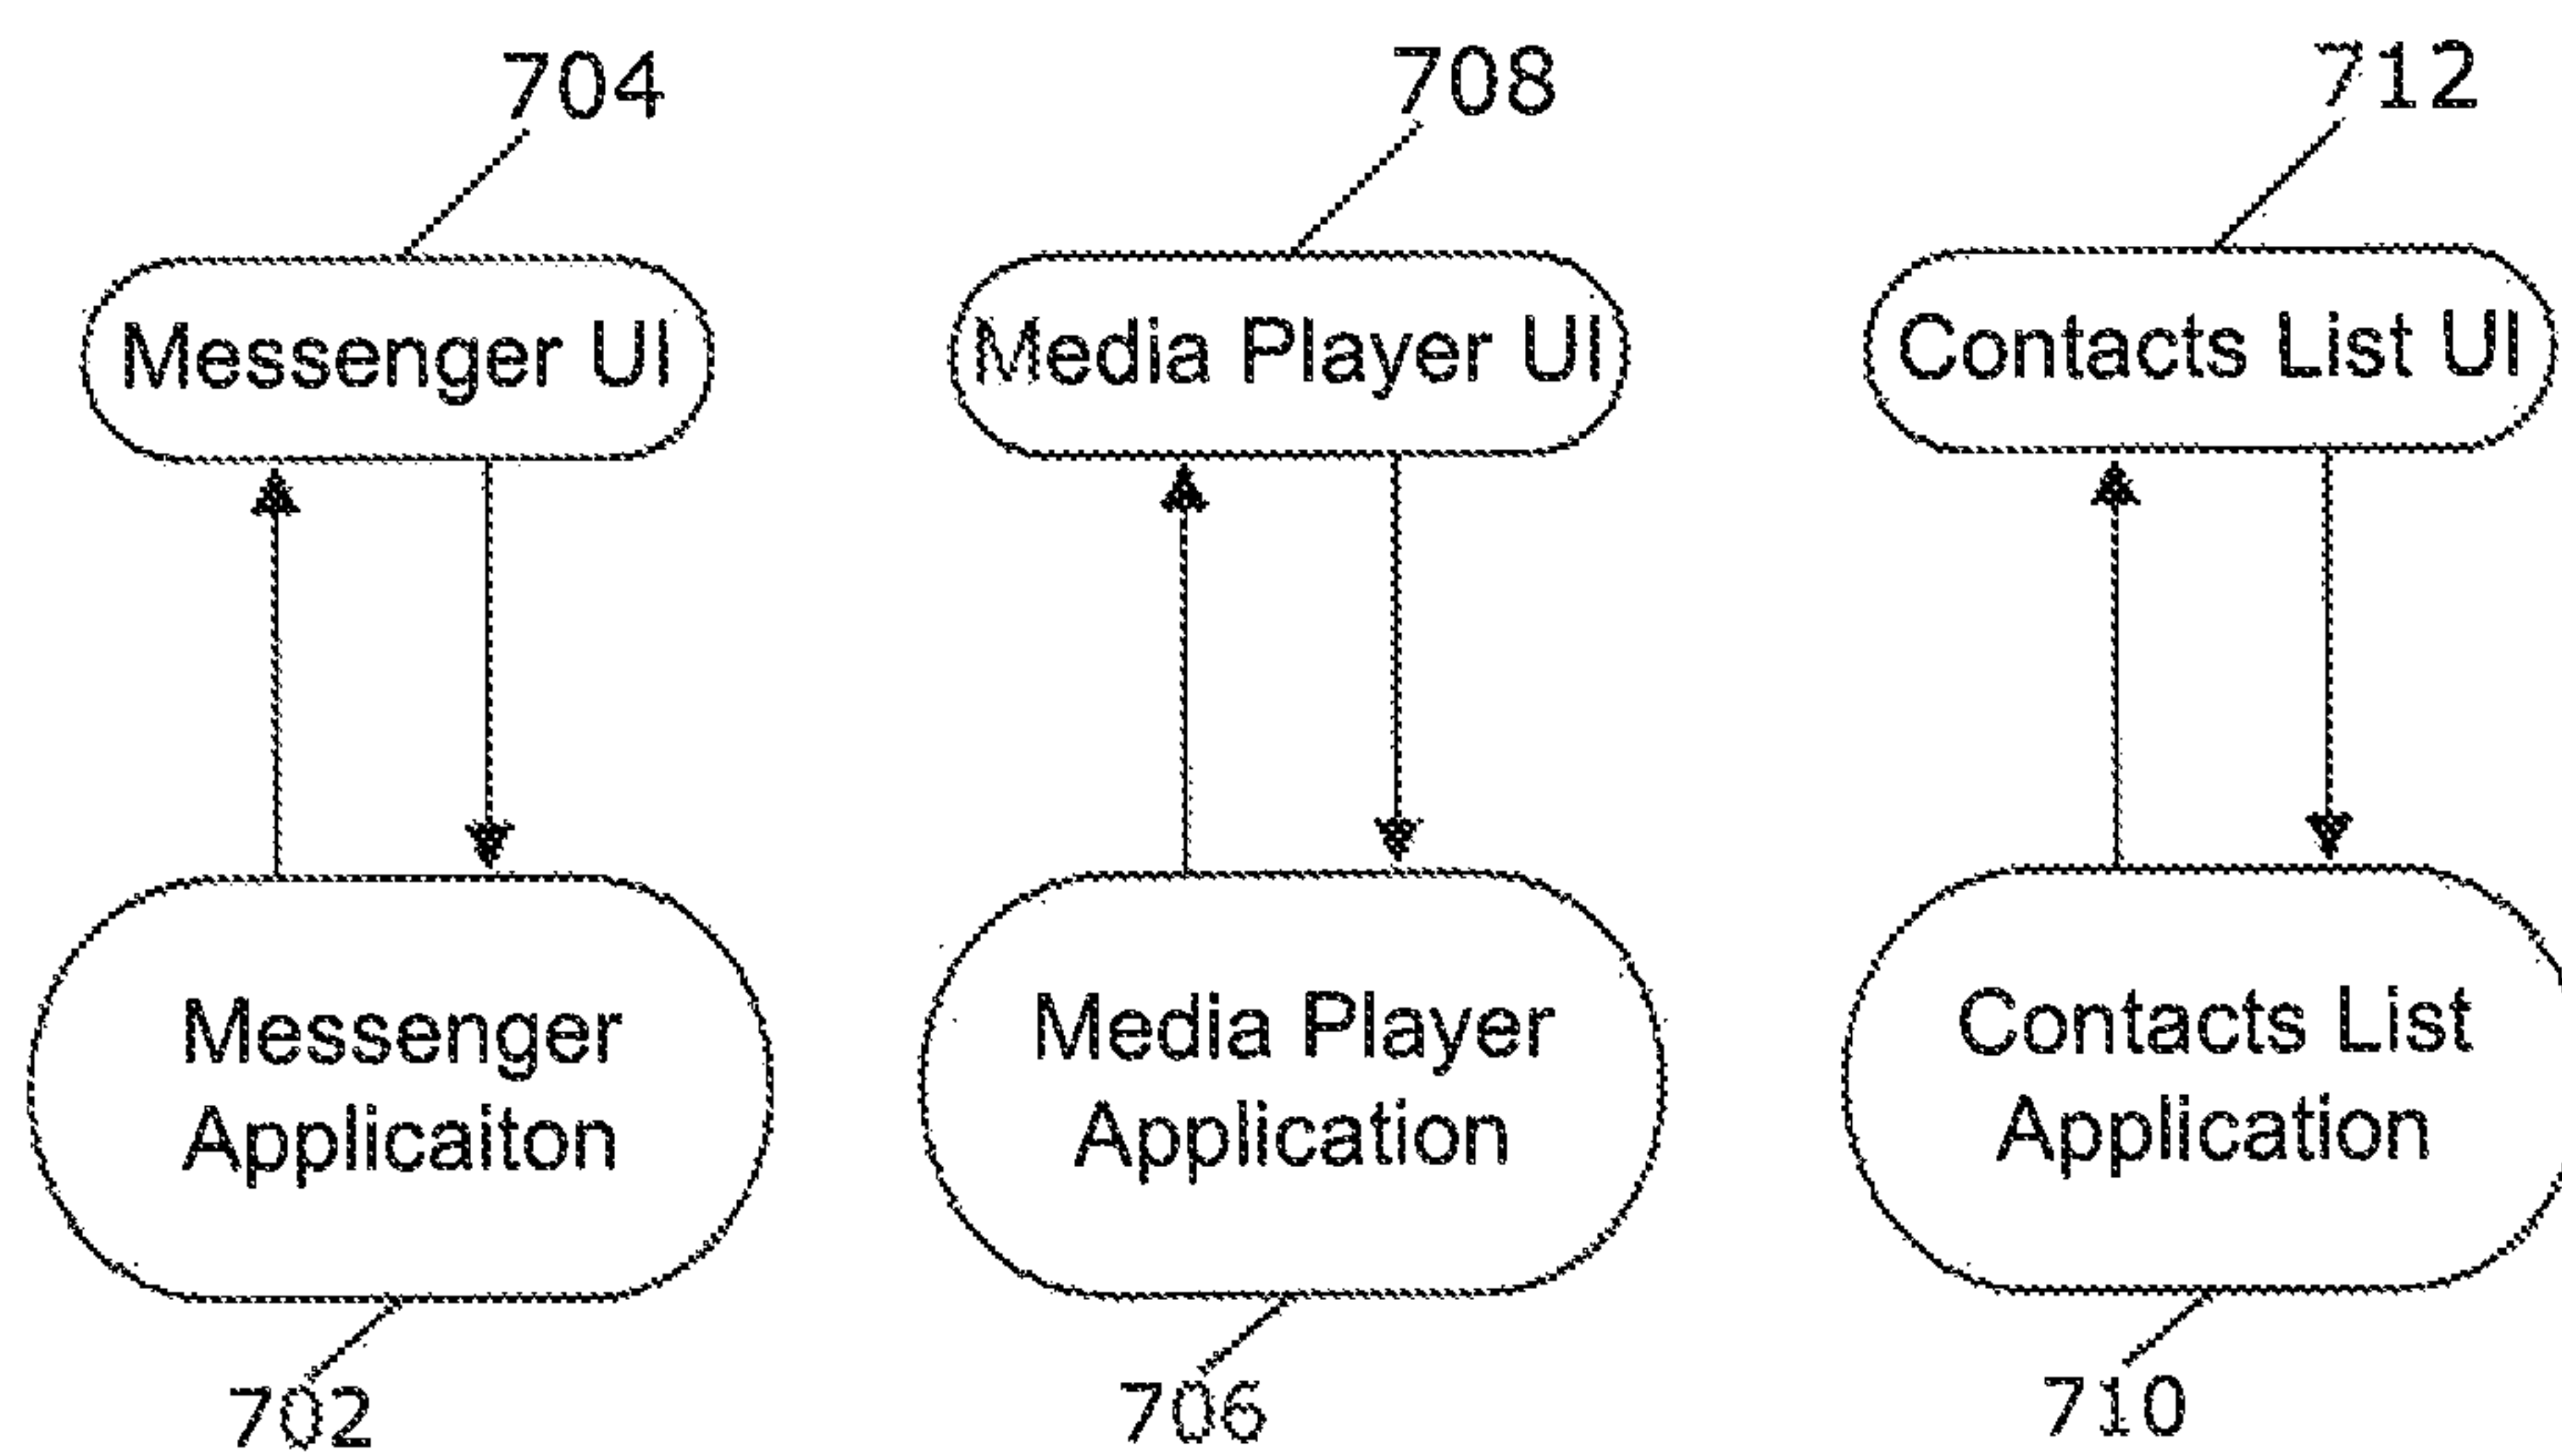 704
708
712
Messenger UI
Media Player UI
Contacts List UI
Messenger
Applicaiton
Media Player
Application
Contacts List
Application
702
706
710